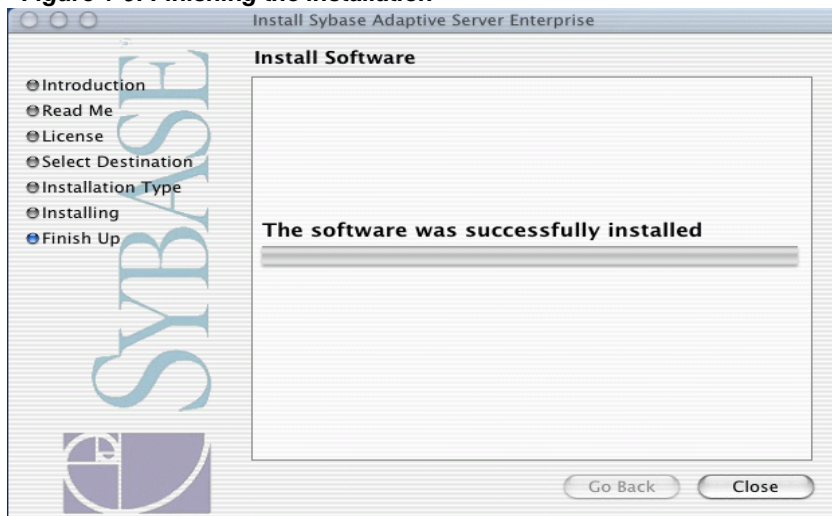 Install Sybase Adaptive Server Enterprise
Install Software
Introduction
Read Me
License
Select Destination
Installation Type
Installing
Finish Up
SYBASE
The software was successfully installed
Go Back
Close